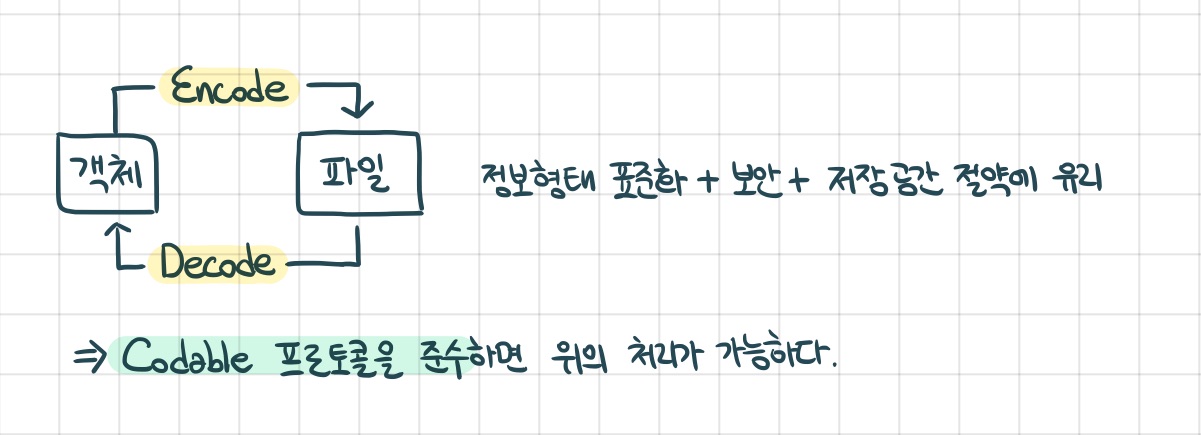 Encode
객체
파일
정보형태 표준화 + 보안 + 저장공간 절약에 유리
Decode
⇒ Codable 프로토콜을 준수하면 위의 처리가 가능하다.